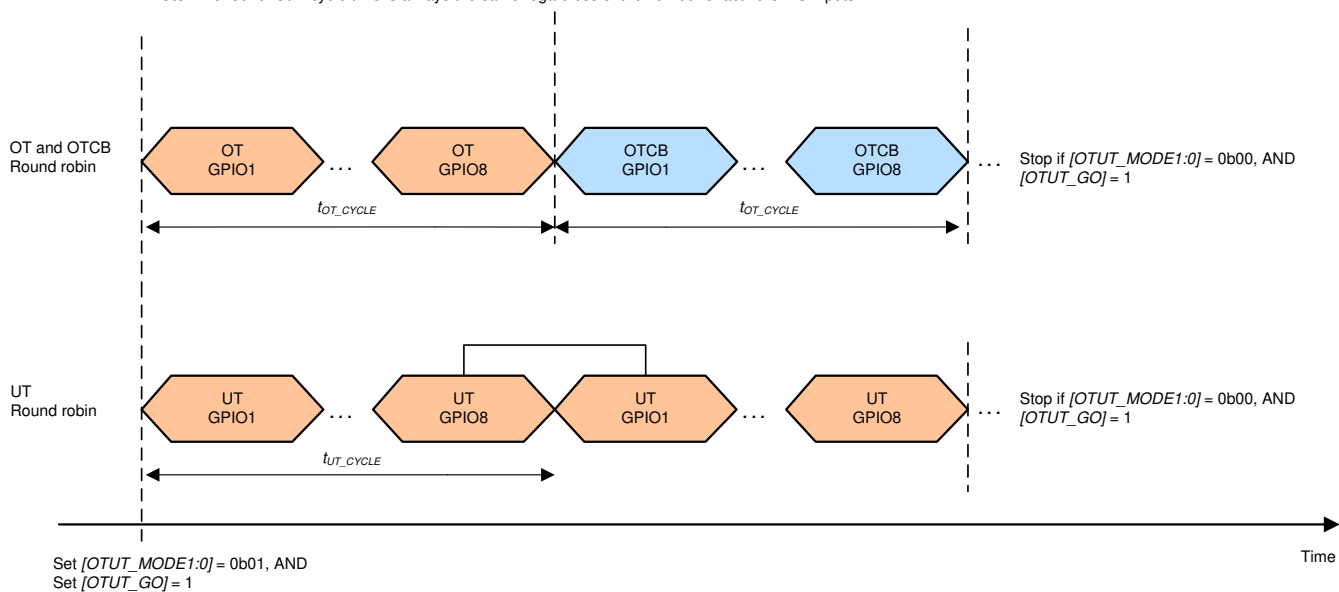 OT and OTCB
Round robin
OT
GPIO1
...
OT
GPIO8
OTCB
GPIO1
...
OTCB
GPIO8
...
Stop if [OTUT_MODE1:0] = 0b00, AND
[OTUT_GO] = 1
tOT_CYCLE
tOT_CYCLE
UT
Round robin
UT
GPIO1
...
UT
GPIO8
UT
GPIO1
...
UT
GPIO8
...
Stop if [OTUT_MODE1:0] = 0b00, AND
[OTUT_GO] = 1
tUT_CYCLE
Time
Set [OTUT_MODE1:0] = 0b01, AND
Set [OTUT_GO] = 1